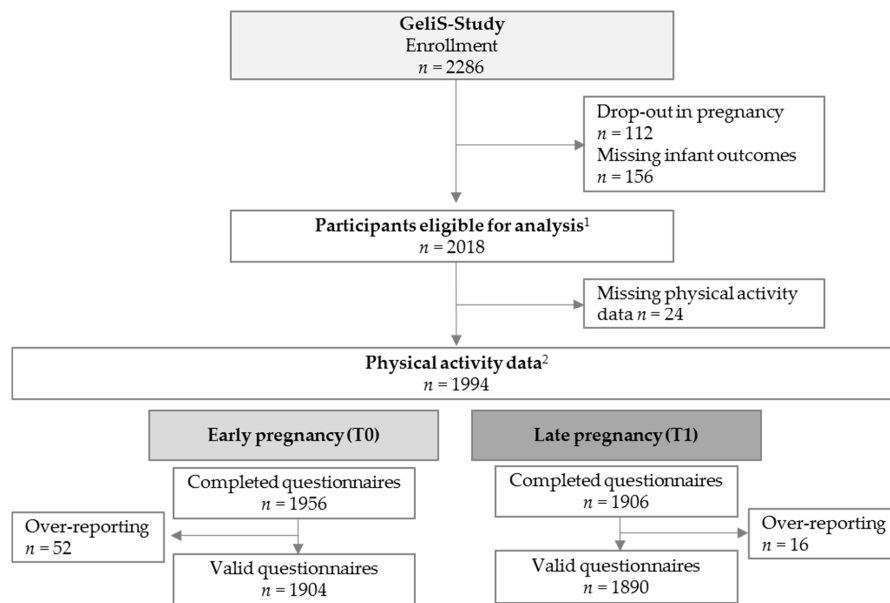 GeliS-Study
Enrollment
n = 2286
Drop-out in pregnancy
n = 112
Missing infant outcomes
n = 156
Participants eligible for analysis1
n = 2018
Missing physical activity
data n = 24
Physical activity data2
n = 1994
Early pregnancy (T0)
Late pregnancy (T1)
Completed questionnaires
n = 1956
Completed questionnaires
n = 1906
Over-reporting
n = 52
Over-reporting
n = 16
Valid questionnaires
n = 1904
Valid questionnaires
n = 1890